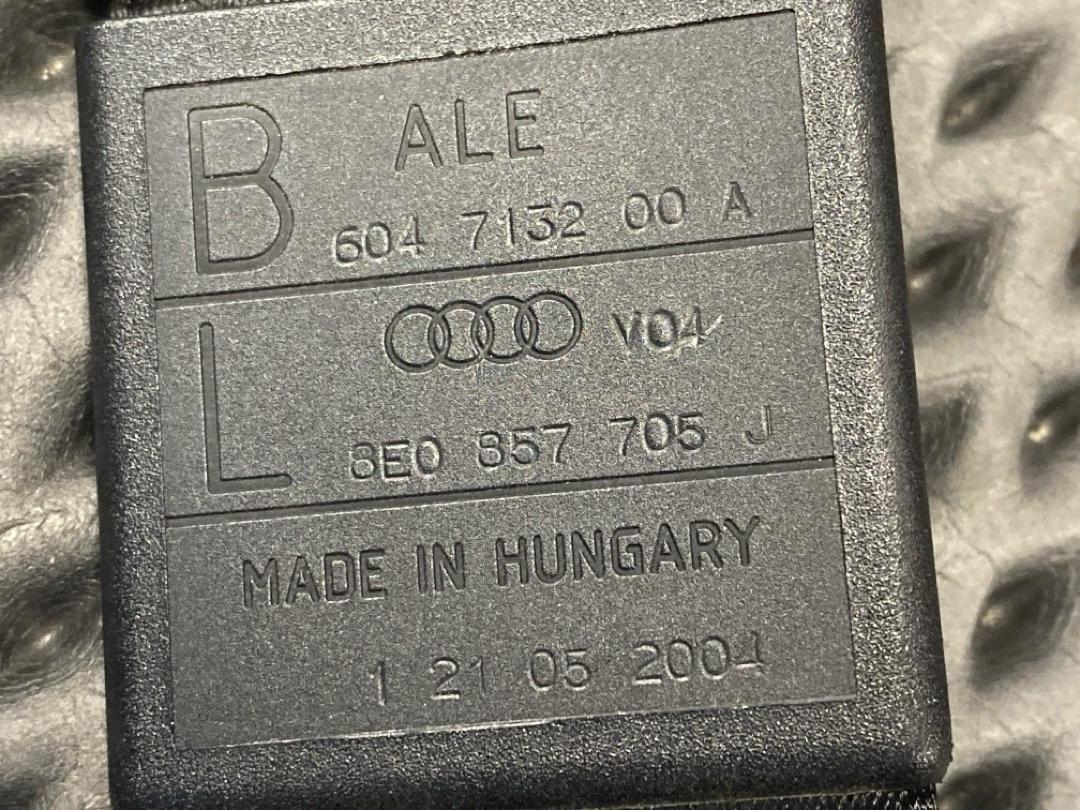 B ALE
604 7132 00 A
L V04
8E0 857 705 J
MADE IN HUNGARY
1 21 05 2004